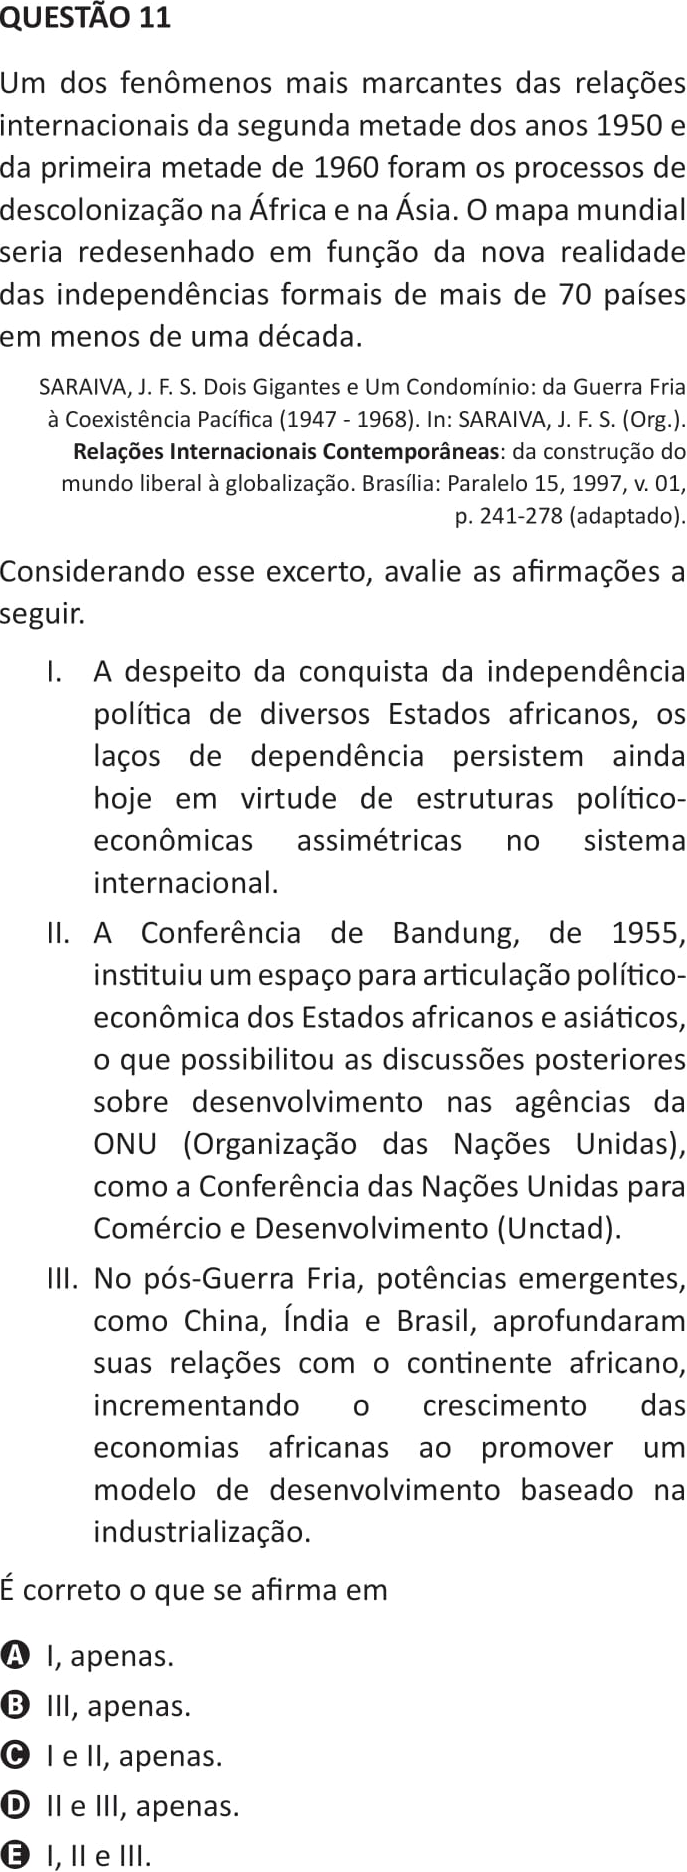 QUESTÃO 11
Um dos fenômenos mais marcantes das relações
internacionais da segunda metade dos anos 1950 e
da primeira metade de 1960 foram os processos de
descolonização na África e na Ásia. O mapa mundial
seria redesenhado em função da nova realidade
das independências formais de mais de 70 países
em menos de uma década.
SARAIVA, J. F. S. Dois Gigantes e Um Condomínio: da Guerra Fria
à Coexistência Pacífica (1947 - 1968). In: SARAIVA, J. F. S. (Org.).
Relações Internacionais Contemporâneas: da construção do
mundo liberal à globalização. Brasília: Paralelo 15, 1997, v. 01,
p. 241-278 (adaptado).
Considerando esse excerto, avalie as afirmações a
seguir.
I. A despeito da conquista da independência
política de diversos Estados africanos, os
laços de dependência persistem ainda
hoje em virtude de estruturas político-
econômicas assimétricas no sistema
internacional.
II. A Conferência de Bandung, de 1955,
instituiu um espaço para articulação político-
econômica dos Estados africanos e asiáticos,
o que possibilitou as discussões posteriores
sobre desenvolvimento nas agências da
ONU (Organização das Nações Unidas),
como a Conferência das Nações Unidas para
Comércio e Desenvolvimento (Unctad).
III. No pós-Guerra Fria, potências emergentes,
como China, Índia e Brasil, aprofundaram
suas relações com o continente africano,
incrementando o crescimento das
economias africanas ao promover um
modelo de desenvolvimento baseado na
industrialização.
É correto o que se afirma em
A I, apenas.
B III, apenas.
C I e II, apenas.
D II e III, apenas.
E I, II e III.